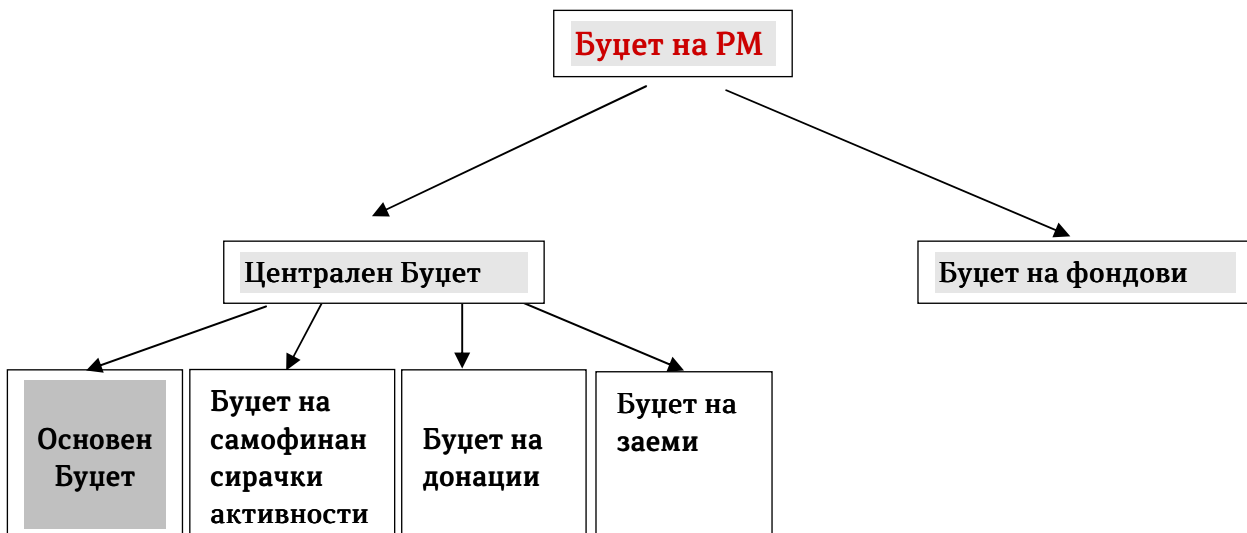 Буџет на РМ
Централен Буџет
Буџет на фондови
Основен
Буџет
Буџет на
самофинан
сирачки
активности
Буџет на
донации
Буџет на
заеми